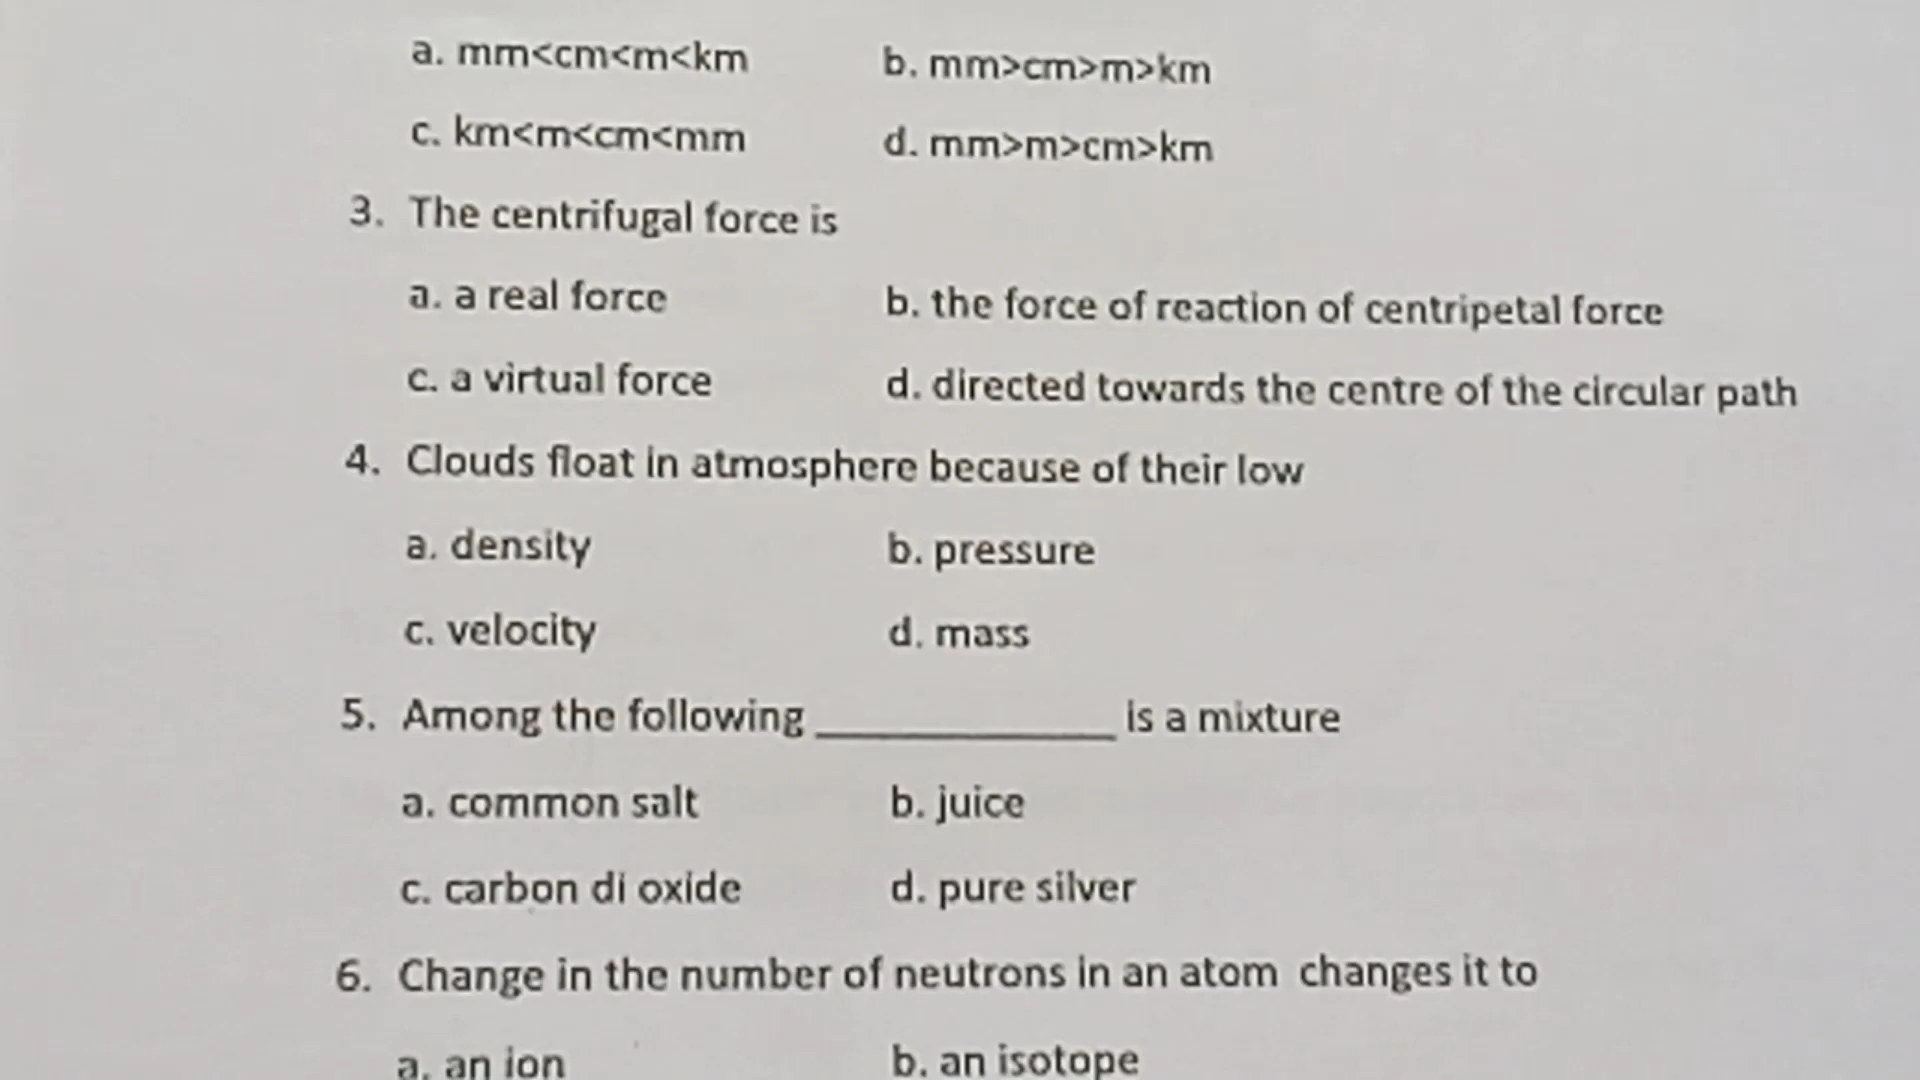 a. mm<cm<m<km b. mm>cm>m>km
c. km<m<cm<mm d. mm>m>cm>km
3. The centrifugal force is
a. a real force b. the force of reaction of centripetal force
c. a virtual force d. directed towards the centre of the circular path
4. Clouds float in atmosphere because of their low
a. density b. pressure
c. velocity d. mass
5. Among the following ______________ is a mixture
a. common salt b. juice
c. carbon di oxide d. pure silver
6. Change in the number of neutrons in an atom changes it to
a. an ion b. an isotope